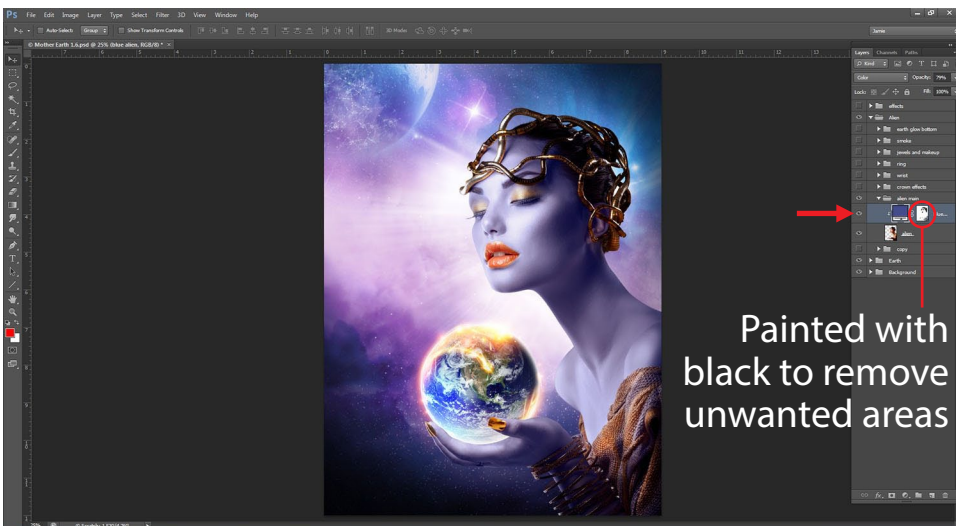 Ps File Edit Image Layer Type Select Filter 3D View Window Help
Auto-Select: Group Show Transform Controls 3D Mode: Jamie
Mother Earth 1.6.psd @ 25% (blue alien, RGB/8) * ×
Layers Channels Paths
Kind
Color Opacity: 79%
Lock: Fill: 100%
effects
Alien
earth glow bottom
smoke
jewels and makeup
ring
wrist
crown effects
alien main
alien
copy
Earth
Background
Painted with
black to remove
unwanted areas
25%